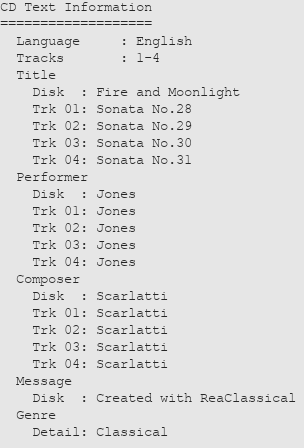 CD Text Information
===================
  Language     : English
  Tracks       : 1-4
  Title
    Disk  : Fire and Moonlight
    Trk 01: Sonata No.28
    Trk 02: Sonata No.29
    Trk 03: Sonata No.30
    Trk 04: Sonata No.31
  Performer
    Disk  : Jones
    Trk 01: Jones
    Trk 02: Jones
    Trk 03: Jones
    Trk 04: Jones
  Composer
    Disk  : Scarlatti
    Trk 01: Scarlatti
    Trk 02: Scarlatti
    Trk 03: Scarlatti
    Trk 04: Scarlatti
  Message
    Disk  : Created with ReaClassical
  Genre
    Detail: Classical